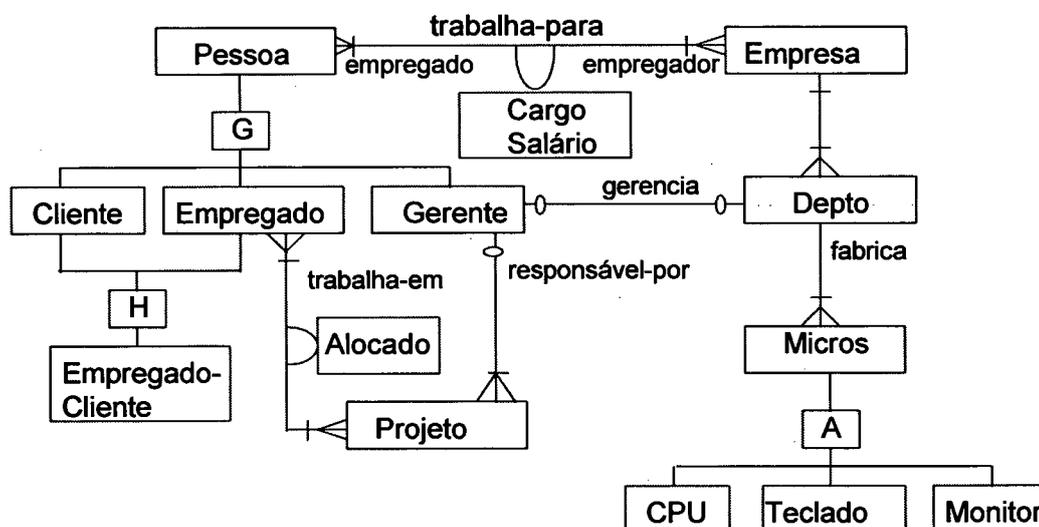 trabalha-para
Pessoa
empregado
empregador
Empresa
Cargo
Salário
G
Cliente
Empregado
Gerente
gerencia
Depto
trabalha-em
responsável-por
fabrica
H
Alocado
Micros
Empregado-
Cliente
Projeto
A
CPU
Teclado
Monitor